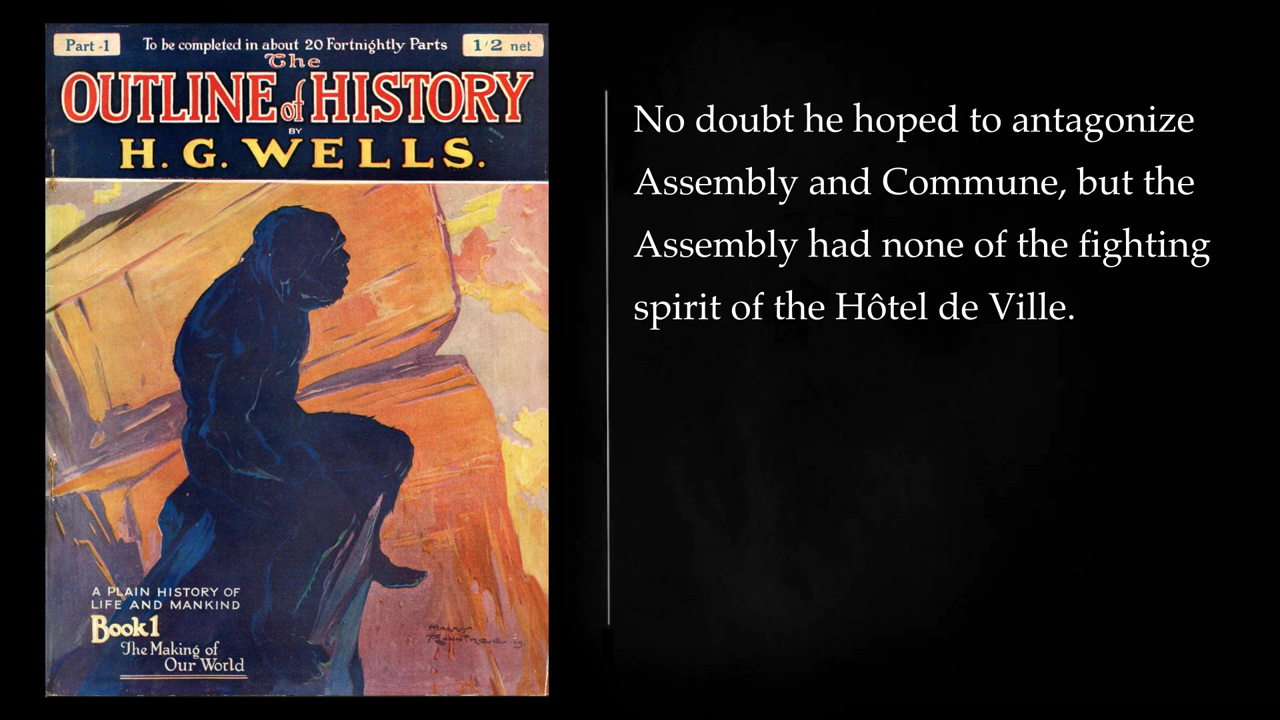 Part -1
To be completed in about 20 Fortnightly Parts
1/2 net
The
OUTLINE of HISTORY
BY
H. G. WELLS.
A PLAIN HISTORY OF
LIFE AND MANKIND
Book 1
The Making of
Our World
No doubt he hoped to antagonize
Assembly and Commune, but the
Assembly had none of the fighting
spirit of the Hôtel de Ville.